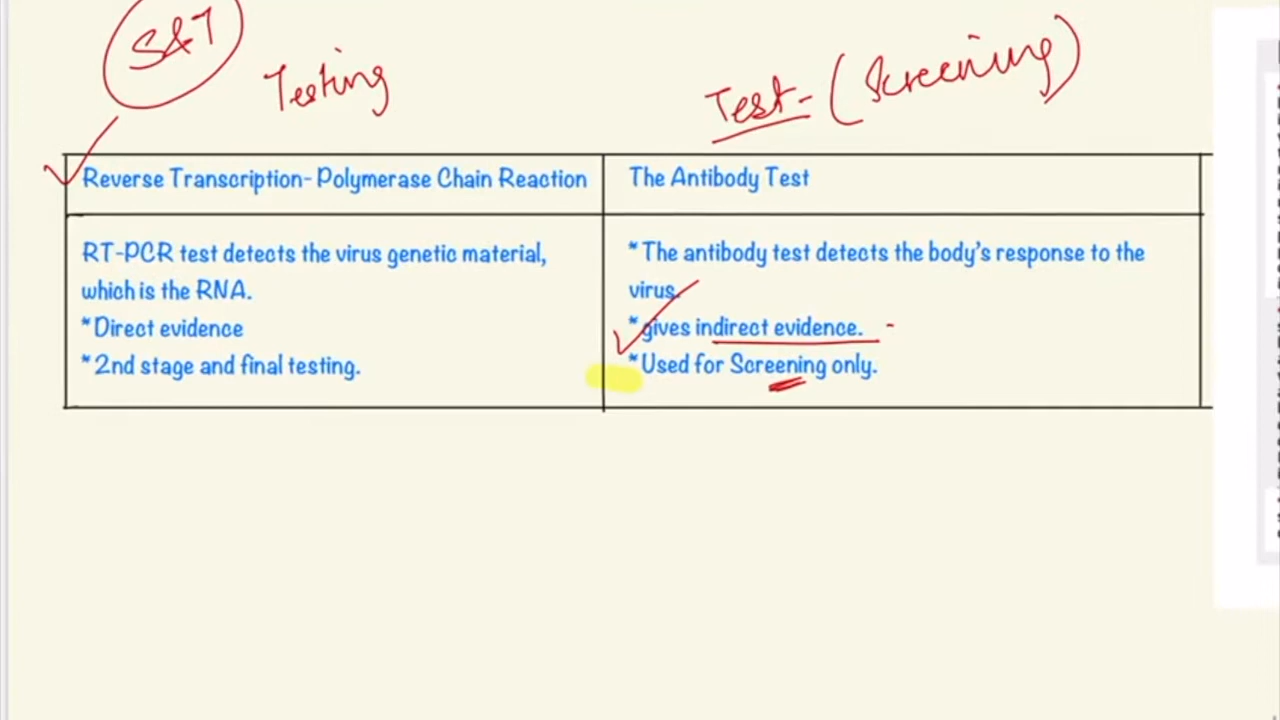 S&T
Testing
Test- (Screening)
Reverse Transcription- Polymerase Chain Reaction
The Antibody Test
RT-PCR test detects the virus genetic material,
which is the RNA.
*Direct evidence
*2nd stage and final testing.
*The antibody test detects the body's response to the
virus.
*gives indirect evidence.
*Used for Screening only.